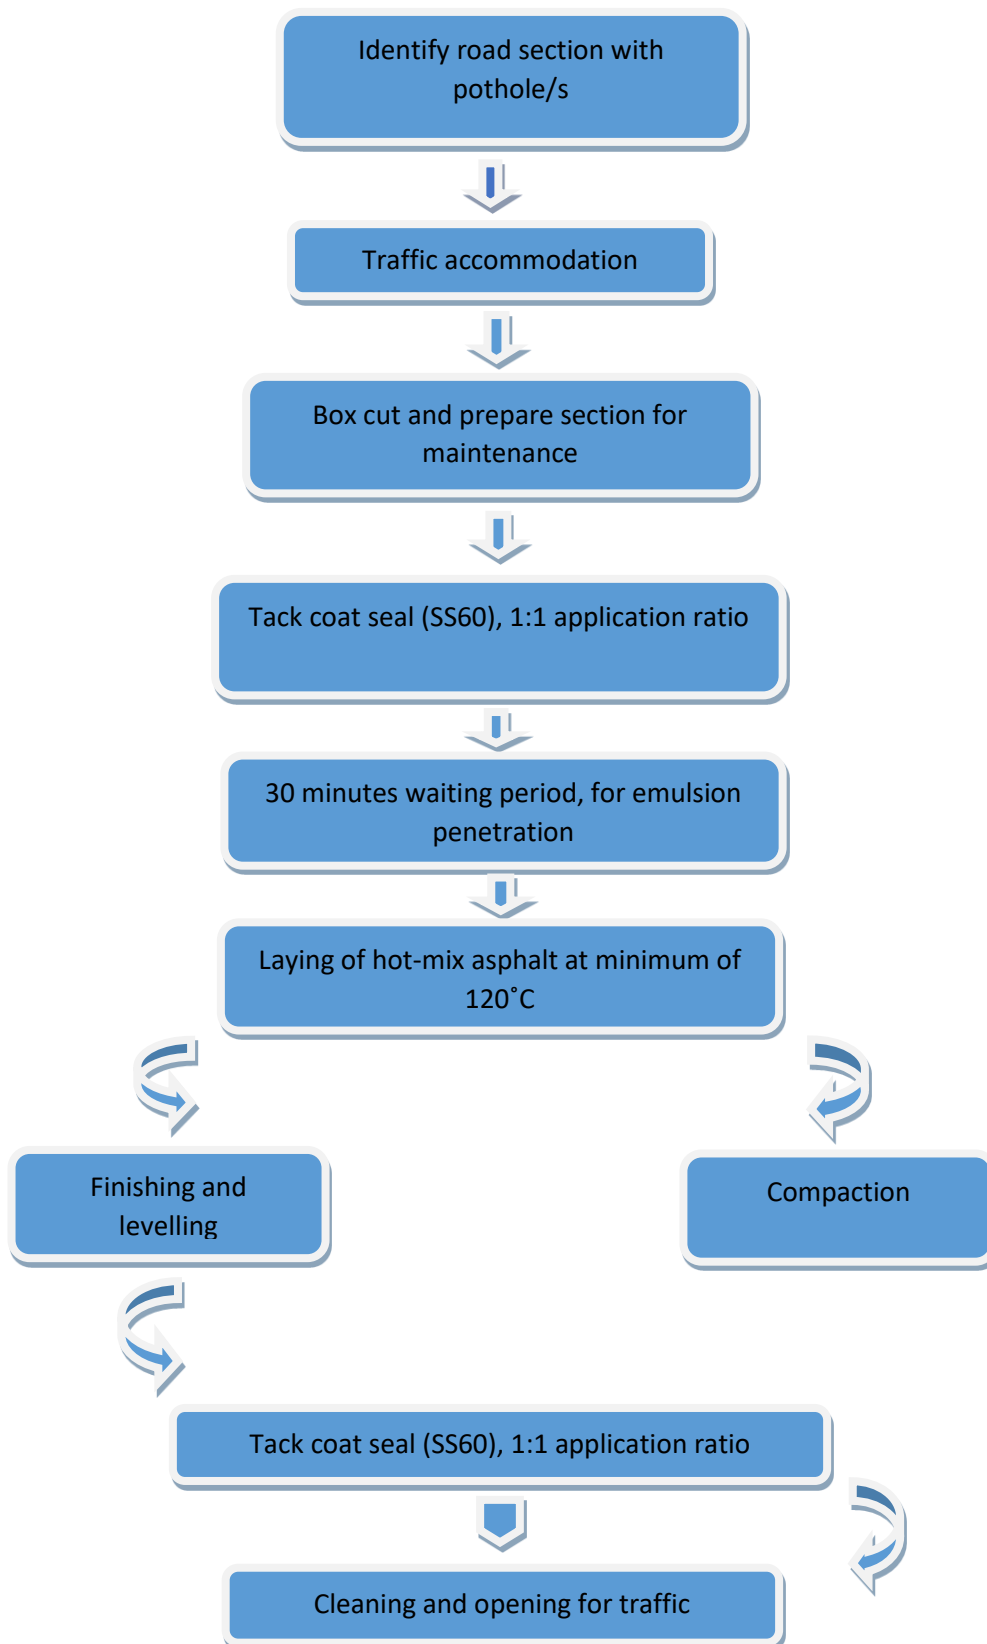 Identify road section with
pothole/s
Traffic accommodation
Box cut and prepare section for
maintenance
Tack coat seal (SS60), 1:1 application ratio
30 minutes waiting period, for emulsion
penetration
Laying of hot-mix asphalt at minimum of
120˚C
Finishing and
levelling
Compaction
Tack coat seal (SS60), 1:1 application ratio
Cleaning and opening for traffic